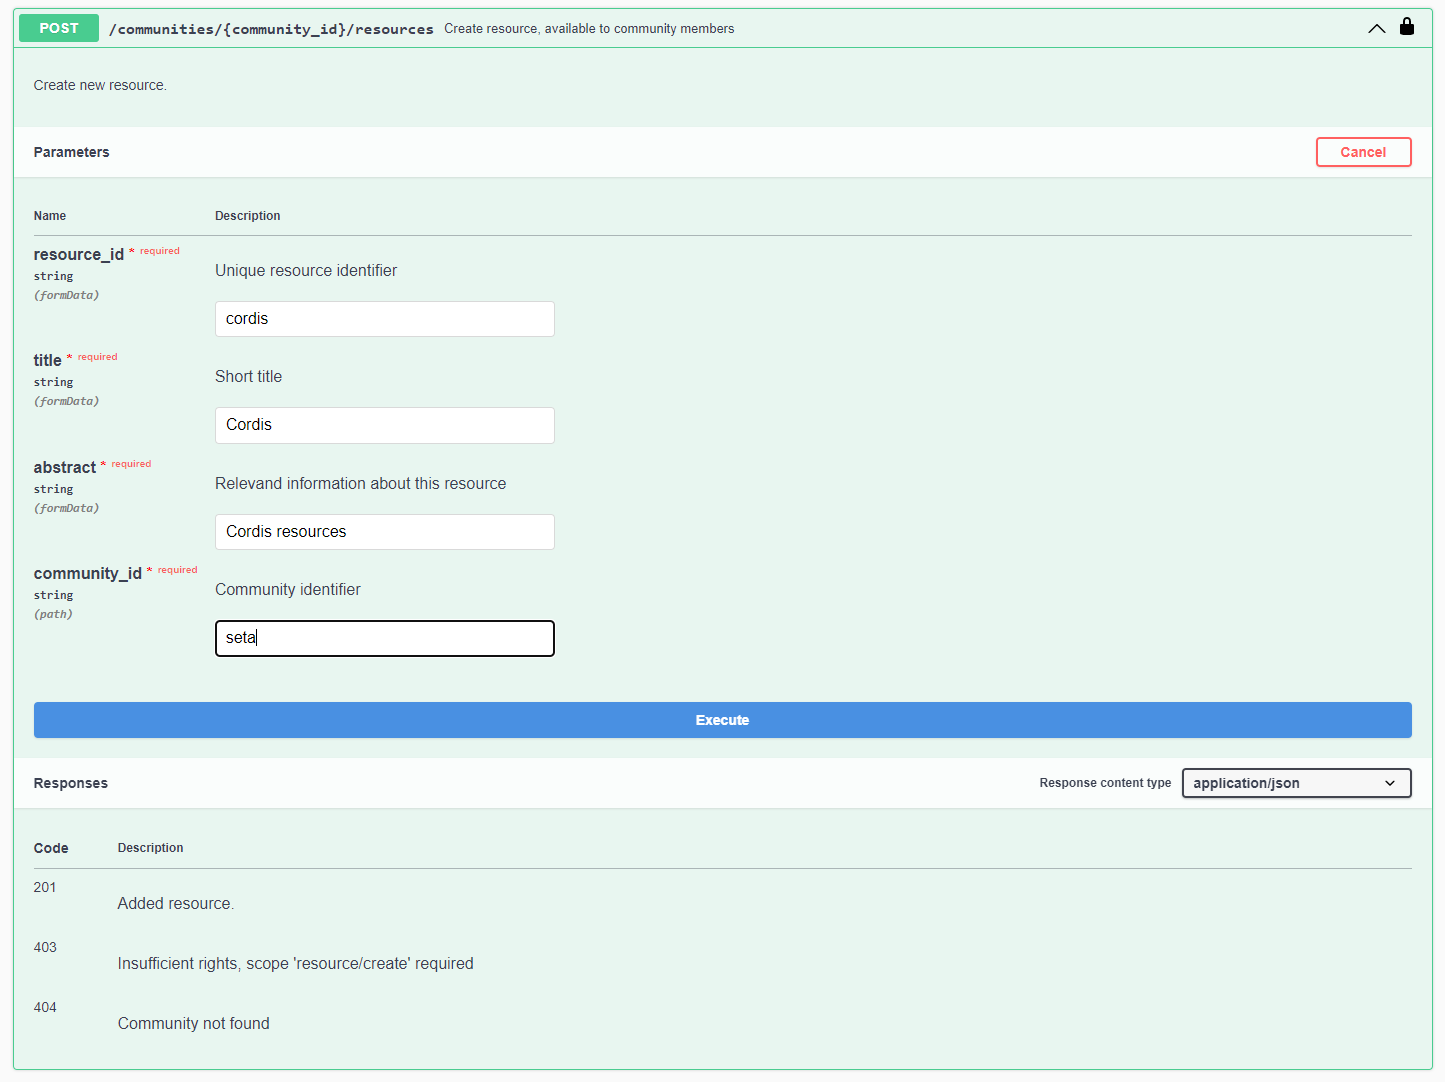 POST /communities/{community_id}/resources Create resource, available to community members
Create new resource.
Parameters Cancel
Name Description
resource_id * required
string
(formData)
Unique resource identifier
cordis
title * required
string
(formData)
Short title
Cordis
abstract * required
string
(formData)
Relevand information about this resource
Cordis resources
community_id * required
string
(path)
Community identifier
seta
Execute
Responses Response content type application/json
Code Description
201
Added resource.
403
Insufficient rights, scope 'resource/create' required
404
Community not found